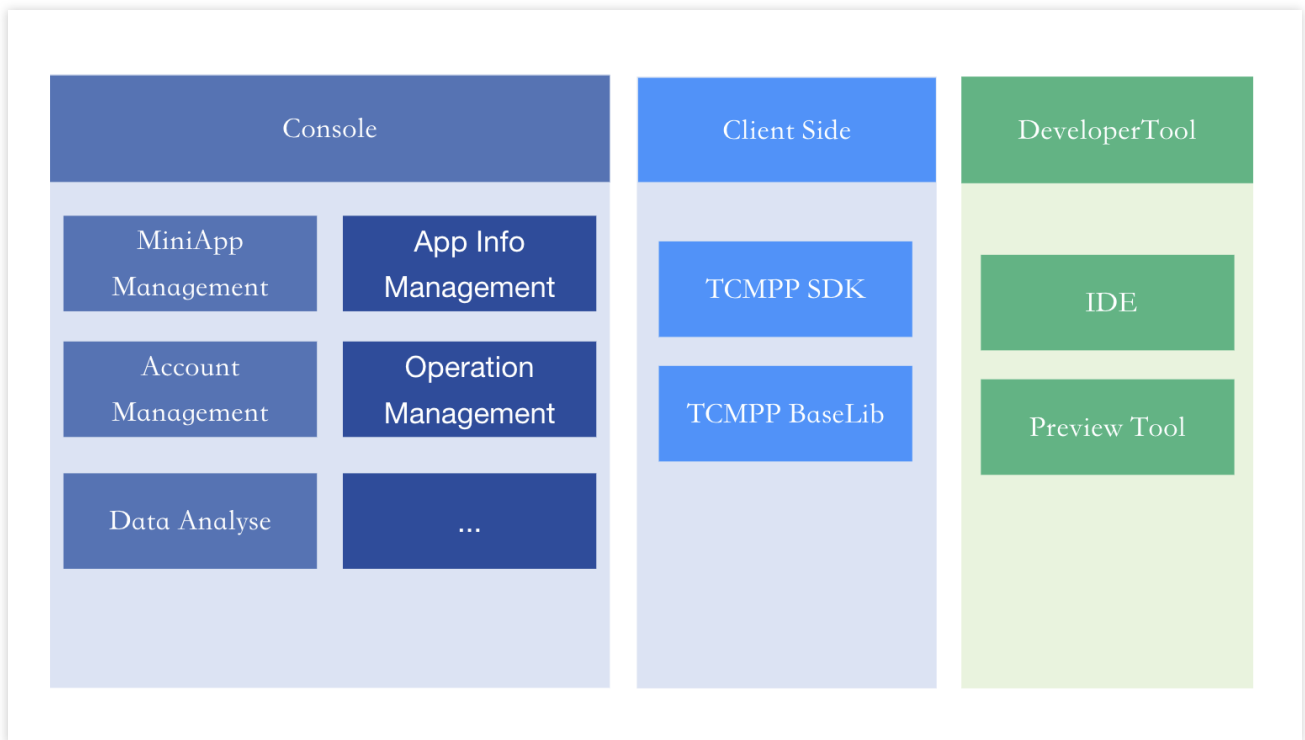 Console
MiniApp
Management
App Info
Management
Account
Management
Operation
Management
Data Analyse
...
Client Side
TCMPP SDK
TCMPP BaseLib
DeveloperTool
IDE
Preview Tool